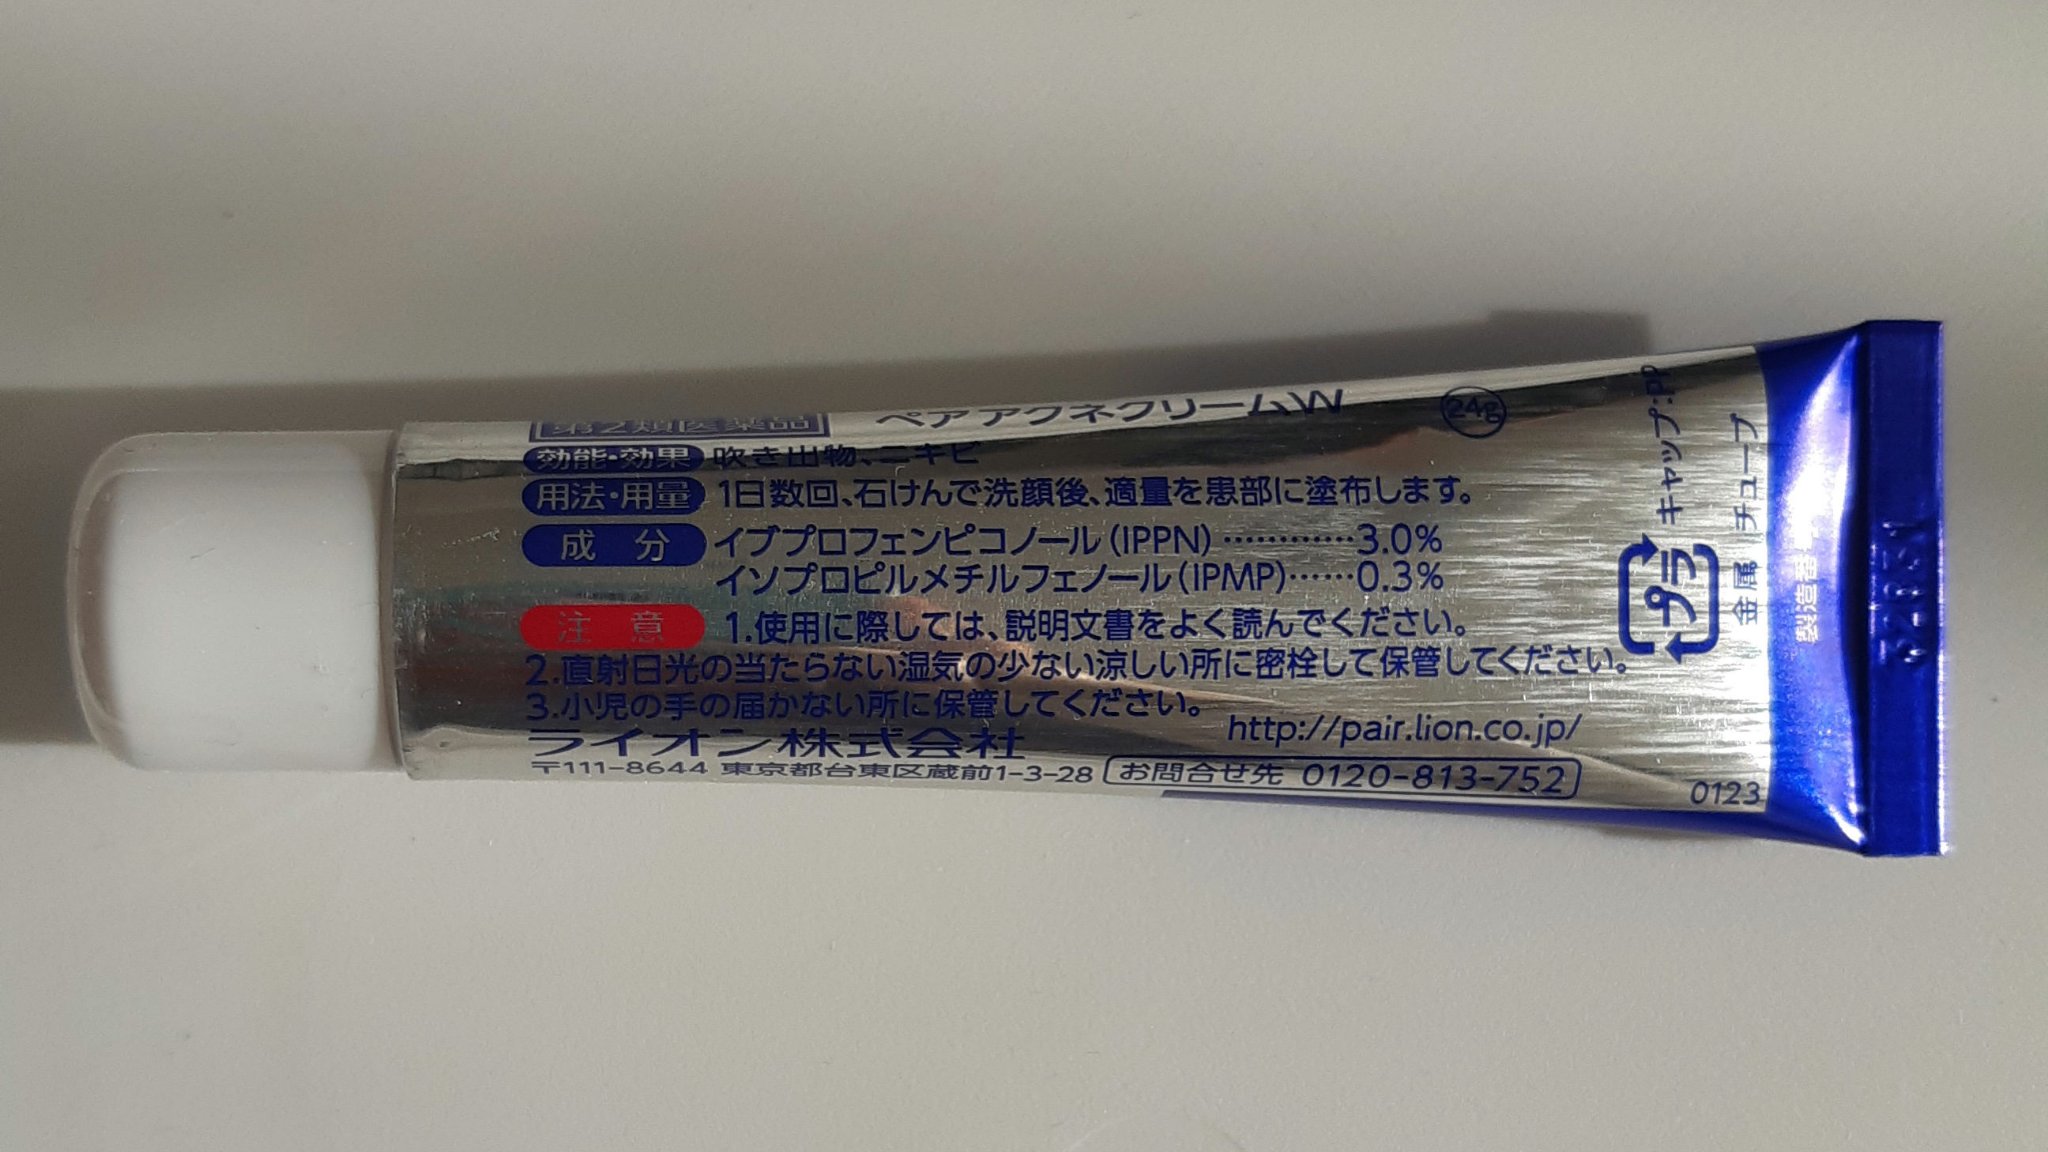 第2類医薬品 ペアアクネクリームW 24g
効能・効果 吹き出物、ニキビ
用法・用量 1日数回、石けんで洗顔後、適量を患部に塗布します。
成 分 イブプロフェンピコノール(IPPN)…………3.0%
イソプロピルメチルフェノール(IPMP)……0.3%
注 意 1.使用に際しては、説明文書をよく読んでください。
2.直射日光の当たらない湿気の少ない涼しい所に密栓して保管してください。
3.小児の手の届かない所に保管してください。
ライオン株式会社 http://pair.lion.co.jp/
〒111-8644 東京都台東区蔵前1-3-28 お問合せ先 0120-813-752
0123
プラ キャップ:PP
金属 チューブ
製造番号